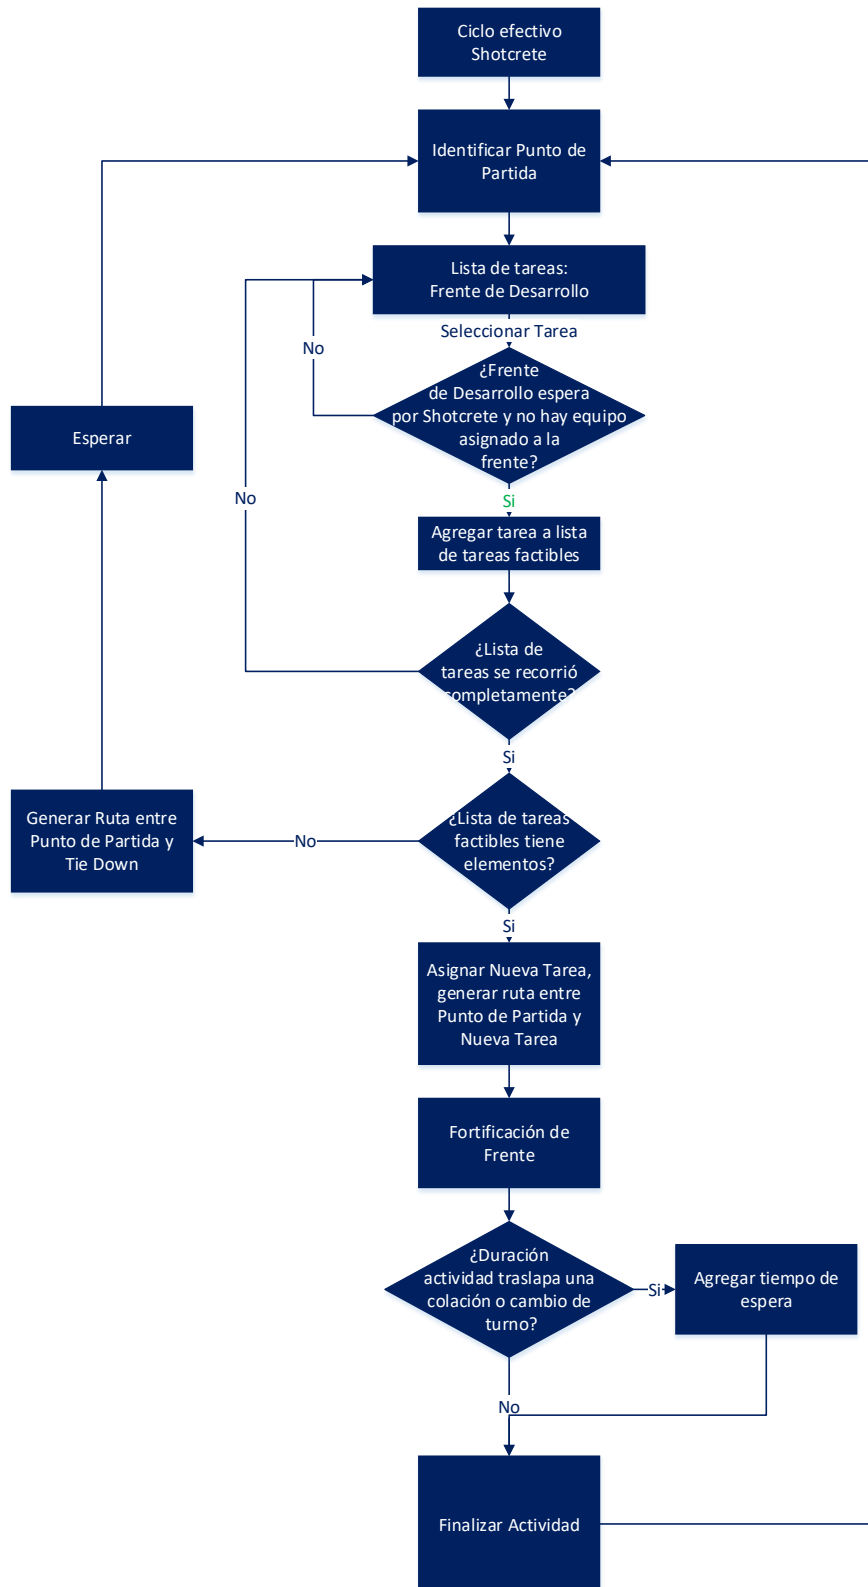 Ciclo efectivo
Shotcrete
Identificar Punto de
Partida
Lista de tareas:
Frente de Desarrollo
Seleccionar Tarea
No
¿Frente
de Desarrollo espera
por Shotcrete y no hay equipo
asignado a la
frente?
Esperar
No
Si
Agregar tarea a lista
de tareas factibles
¿Lista de
tareas se recorrió
completamente?
Si
Generar Ruta entre
Punto de Partida y
Tie Down
No
¿Lista de tareas
factibles tiene
elementos?
Si
Asignar Nueva Tarea,
generar ruta entre
Punto de Partida y
Nueva Tarea
Fortificación de
Frente
¿Duración
actividad traslapa una
colación o cambio de
turno?
Si
Agregar tiempo de
espera
No
Finalizar Actividad